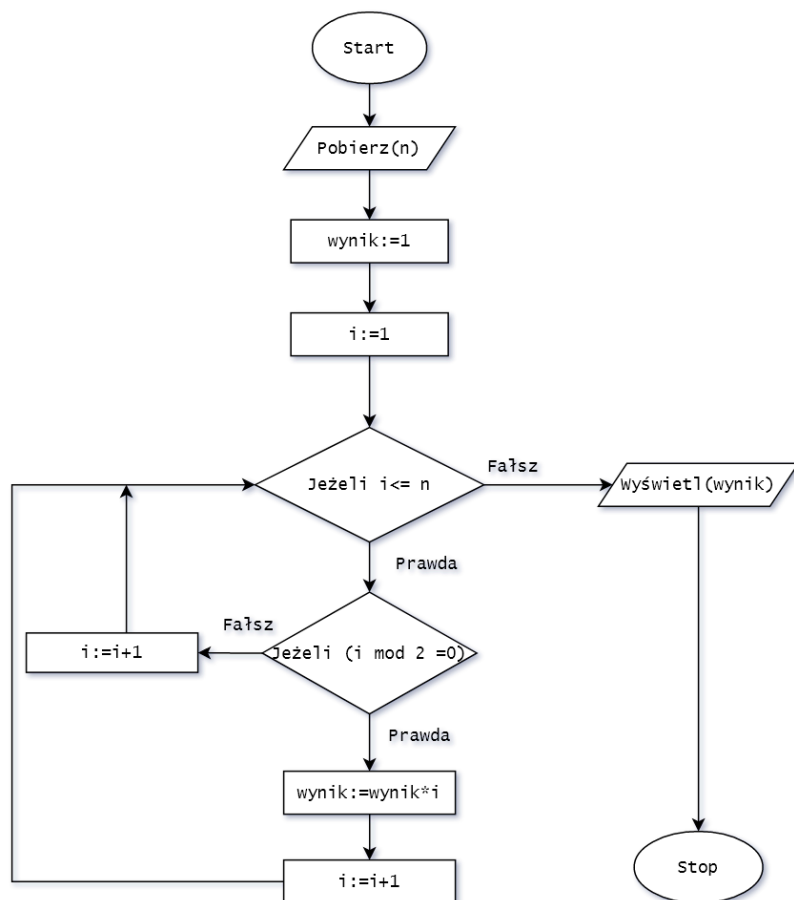 Start
Pobierz(n)
wynik:=1
i:=1
Jeżeli i<= n
Fałsz
Wyświetl(wynik)
Prawda
Jeżeli (i mod 2 =0)
Fałsz
i:=i+1
Prawda
wynik:=wynik*i
i:=i+1
Stop